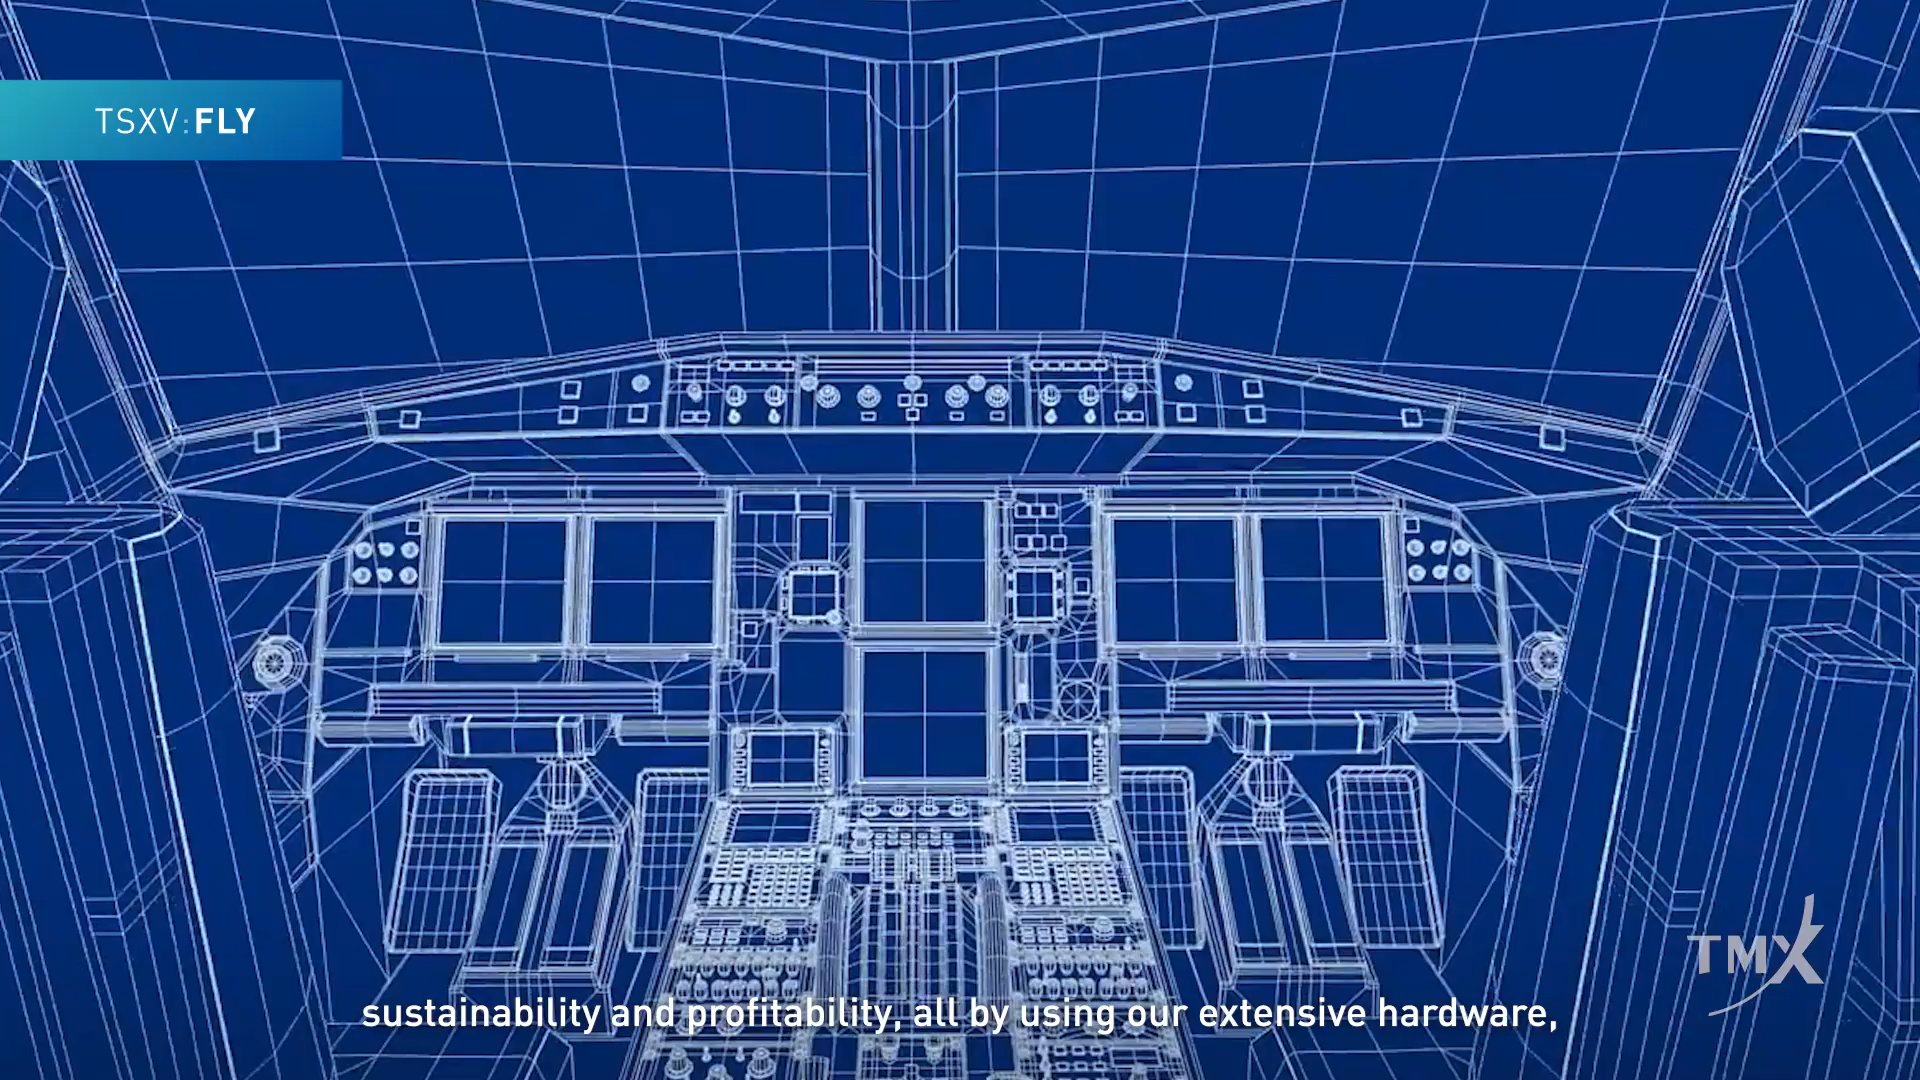 TSXV:FLY
TMX
sustainability and profitability, all by using our extensive hardware,